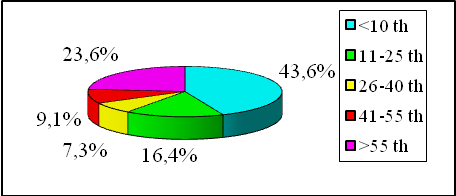 23,6%
43,6%
9,1%
7,3%
16,4%
<10 th
11-25 th
26-40 th
41-55 th
>55 th